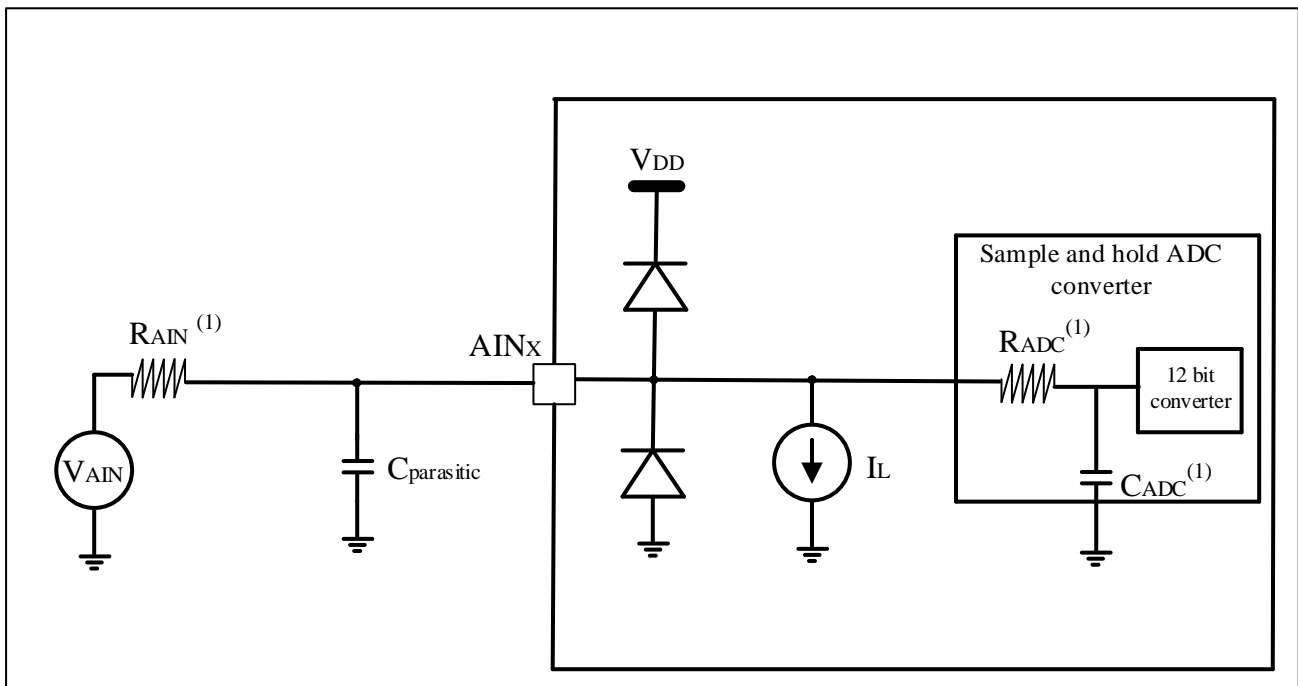 VDD
Sample and hold ADC
converter
RAIN (1)
AINX
RADC(1)
12 bit
converter
VAIN
Cparasitic
IL
CADC(1)